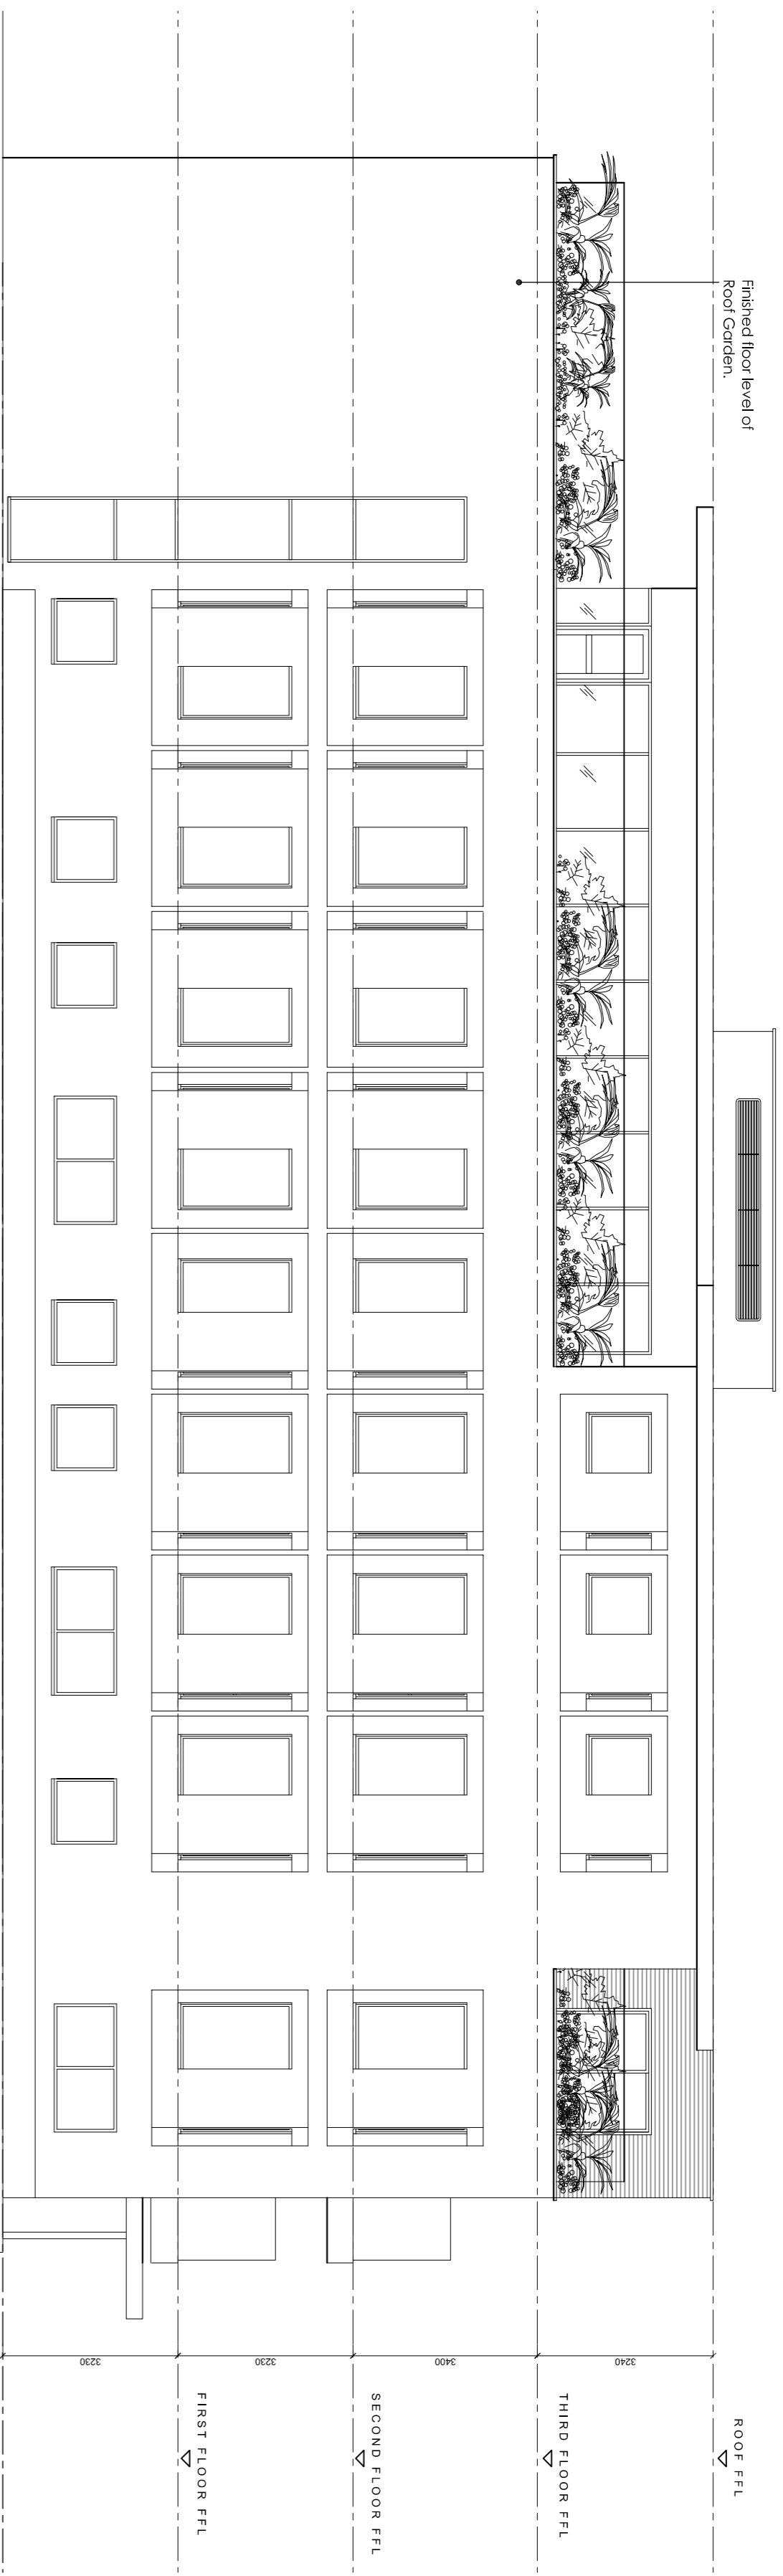 Finished floor level of
Roof Garden.
ROOF FFL
THIRD FLOOR FFL
SECOND FLOOR FFL
FIRST FLOOR FFL
3240
3400
3230
3230